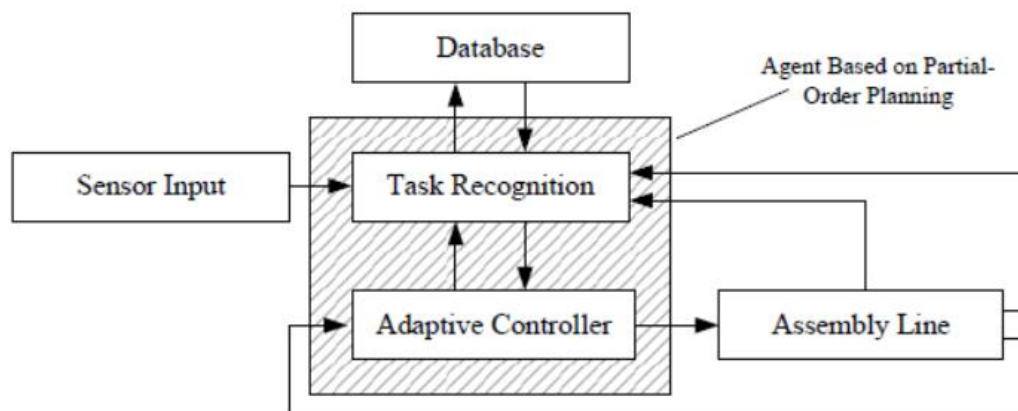 Database
Agent Based on Partial-
Order Planning
Sensor Input
Task Recognition
Adaptive Controller
Assembly Line